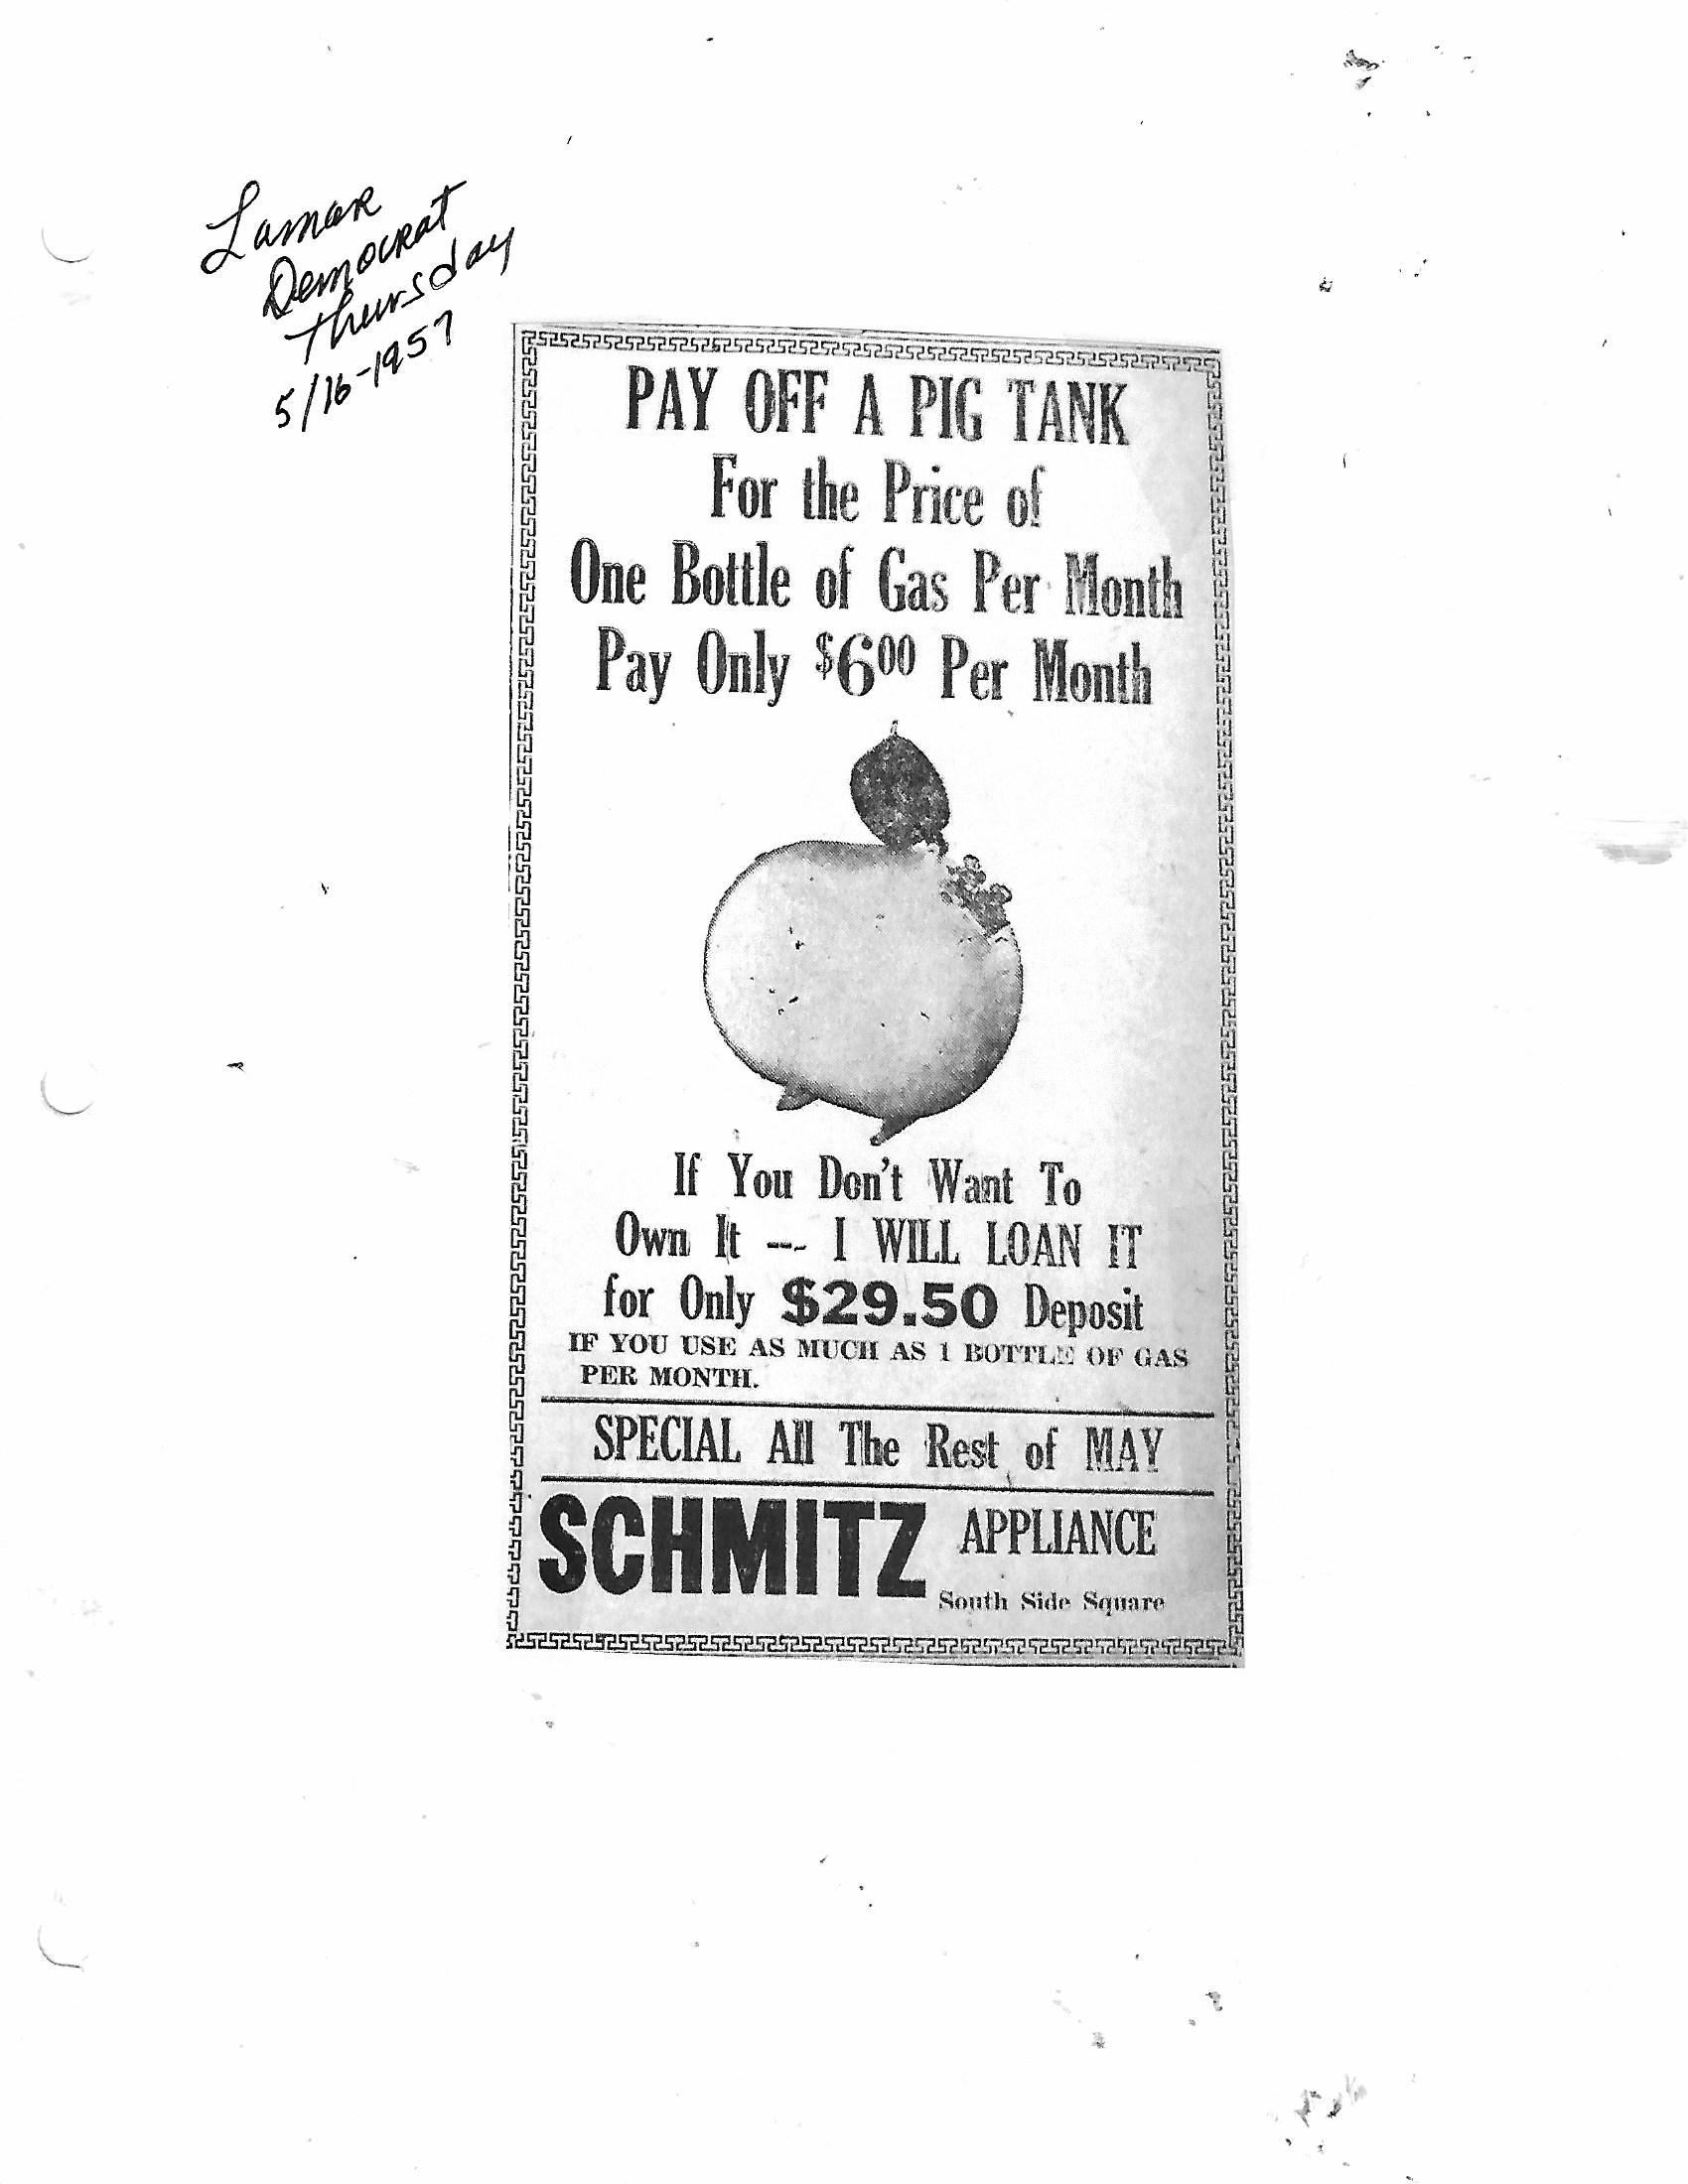 Lamar
Democrat
Thursday
5/16-1957
PAY OFF A PIG TANK
For the Price of
One Bottle of Gas Per Month
Pay Only $600 Per Month
If You Don't Want To
Own It --- I WILL LOAN IT
for Only $29.50 Deposit
IF YOU USE AS MUCH AS 1 BOTTLE OF GAS
PER MONTH.
SPECIAL All The Rest of MAY
SCHMITZ APPLIANCE
South Side Square